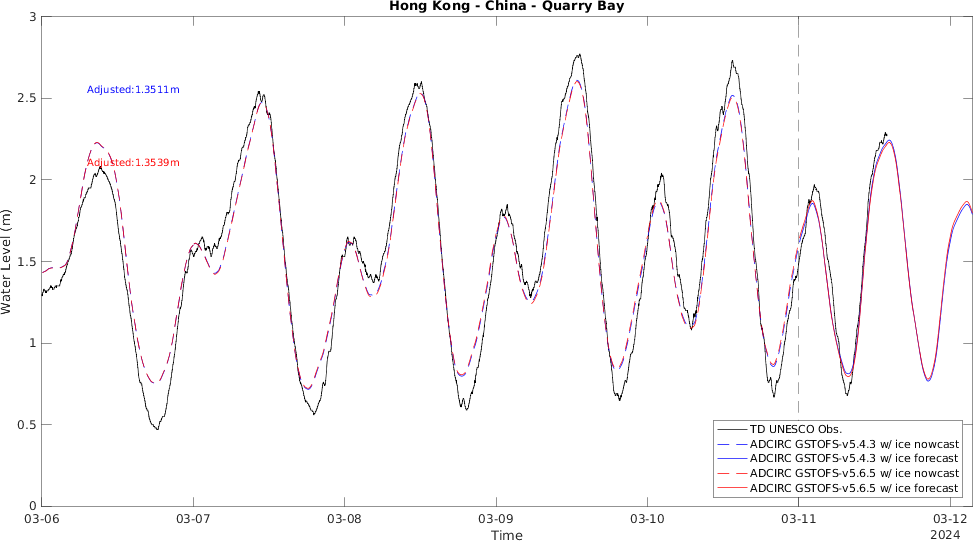 Hong Kong - China - Quarry Bay
3
2.5
2
1.5
1
0.5
0
Water Level (m)
Adjusted:1.3511m
Adjusted:1.3539m
TD UNESCO Obs.
ADCIRC GSTOFS-v5.4.3 w/ ice nowcast
ADCIRC GSTOFS-v5.4.3 w/ ice forecast
ADCIRC GSTOFS-v5.6.5 w/ ice nowcast
ADCIRC GSTOFS-v5.6.5 w/ ice forecast
03-06 03-07 03-08 03-09 03-10 03-11 03-12
Time
2024